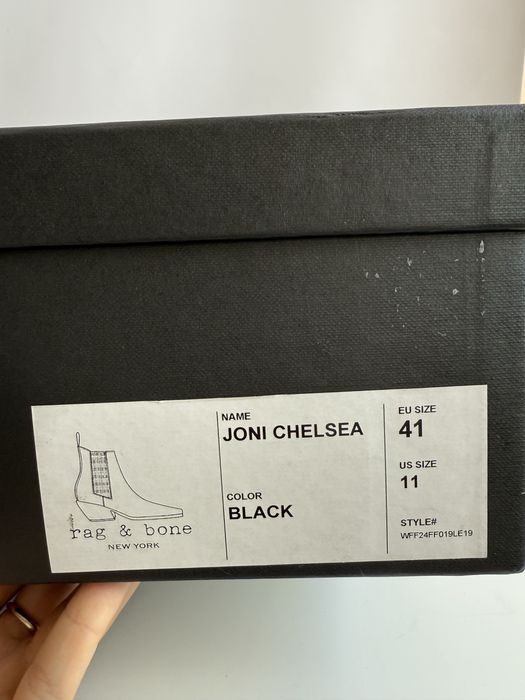 rag & bone
NEW YORK
NAME
JONI CHELSEA
COLOR
BLACK
EU SIZE
41
US SIZE
11
STYLE#
WFF24FF019LE19